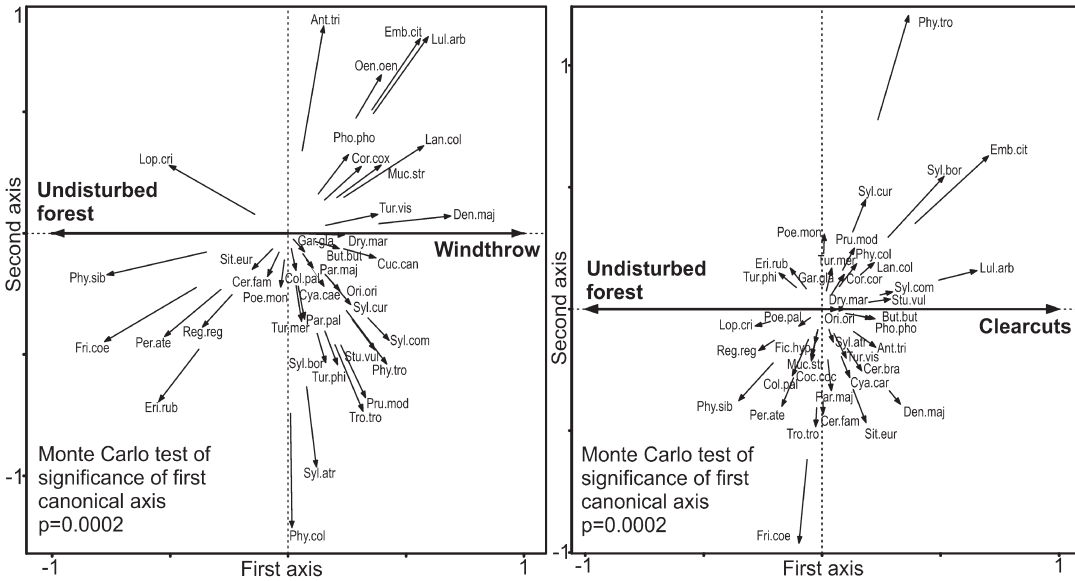 1
Ant.tri
Emb.cit
Lul.arb
Oen.oen
Pho.pho
Lan.col
Cor.cox
Muc.str
Lop.cri
Undisturbed
forest
Tur.vis
Den.maj
Windthrow
Gar.gla
Dry.mar
But.but
Cuc.can
Sit.eur
Par.maj
Phy.sib
Cer.fam
Col.pal
Poe.mon
Cya.cae
Ori.ori
Syl.cur
Tur.mer
Par.pal
Reg.reg
Per.ate
Fri.coe
Syl.com
Stu.vul
Syl.bor
Phy.tro
Tur.phi
Eri.rub
Pru.mod
Tro.tro
Syl.atr
Phy.col
Monte Carlo test of
significance of first
canonical axis
p=0.0002
Second axis
-1
-1
First axis
1
1
Phy.tro
Emb.cit
Syl.bor
Syl.cur
Poe.mon
Pru.mod
Phy.col
Tur.mer
Eri.rub
Tur.phi
Gar.gla
Cor.cor
Lan.col
Lul.arb
Undisturbed
forest
Syl.com
Dry.mar
Stu.vul
Clearcuts
Poe.pal
Ori.ori
But.but
Pho.pho
Lop.cri
Reg.reg
Fic.hyp
Syl.atr
Ant.tri
Muc.str
Tur.vis
Coc.coc
Cer.bra
Col.pal
Cya.car
Par.maj
Phy.sib
Per.ate
Den.maj
Cer.fam
Tro.tro
Sit.eur
Fri.coe
Monte Carlo test of
significance of first
canonical axis
p=0.0002
Second axis
-1
-1
First axis
1